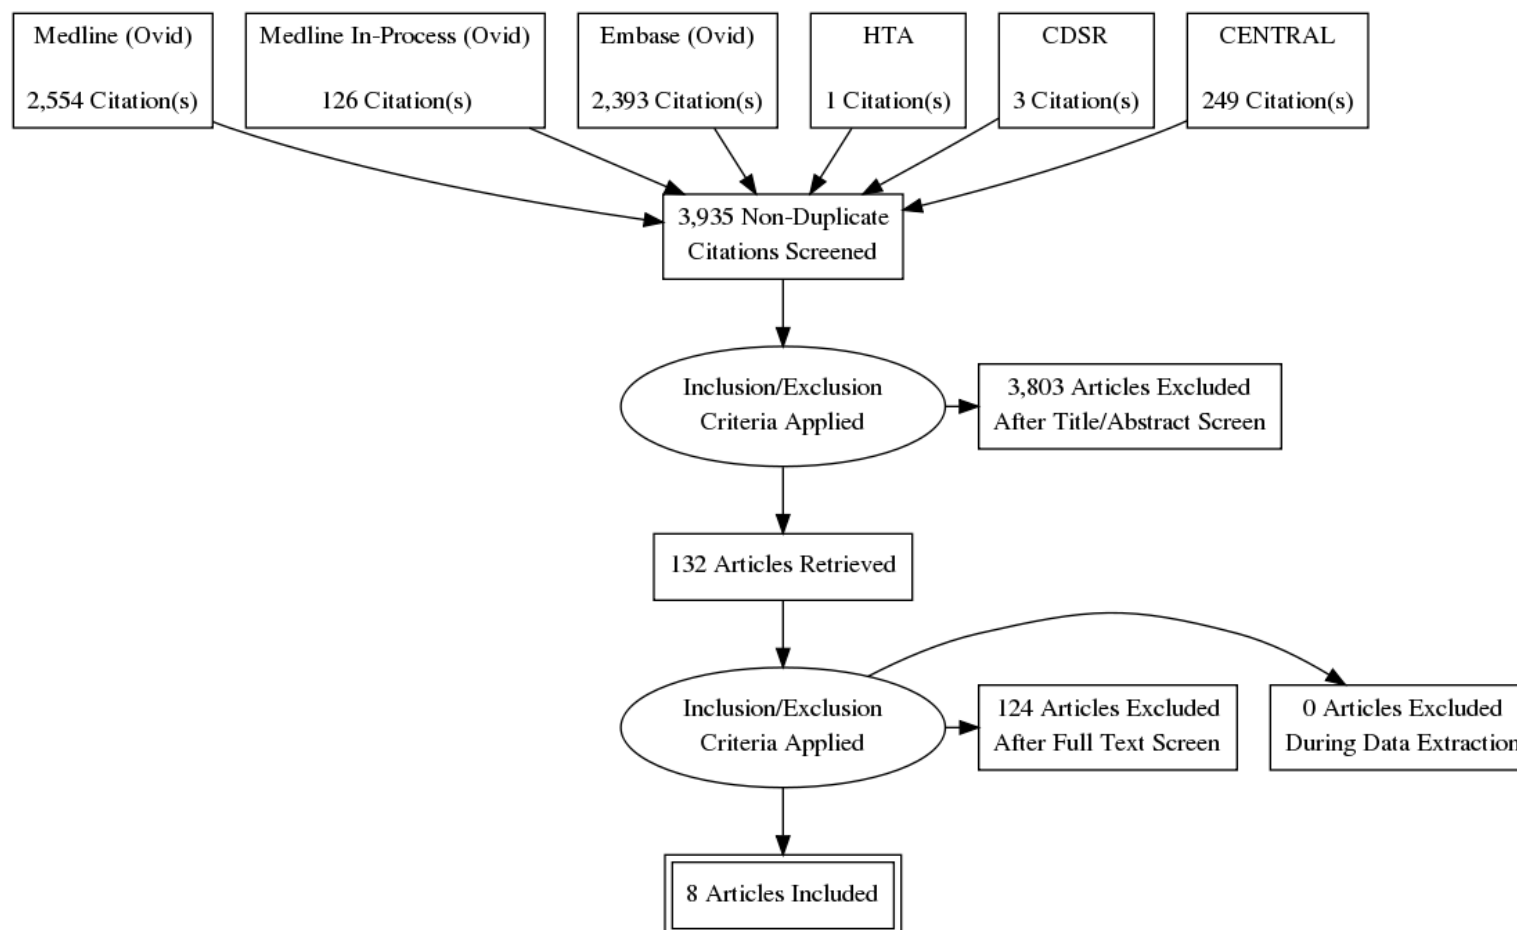 Medline (Ovid)
2,554 Citation(s)
Medline In-Process (Ovid)
126 Citation(s)
Embase (Ovid)
2,393 Citation(s)
HTA
1 Citation(s)
CDSR
3 Citation(s)
CENTRAL
249 Citation(s)
3,935 Non-Duplicate
Citations Screened
Inclusion/Exclusion
Criteria Applied
3,803 Articles Excluded
After Title/Abstract Screen
132 Articles Retrieved
Inclusion/Exclusion
Criteria Applied
124 Articles Excluded
After Full Text Screen
0 Articles Excluded
During Data Extraction
8 Articles Included